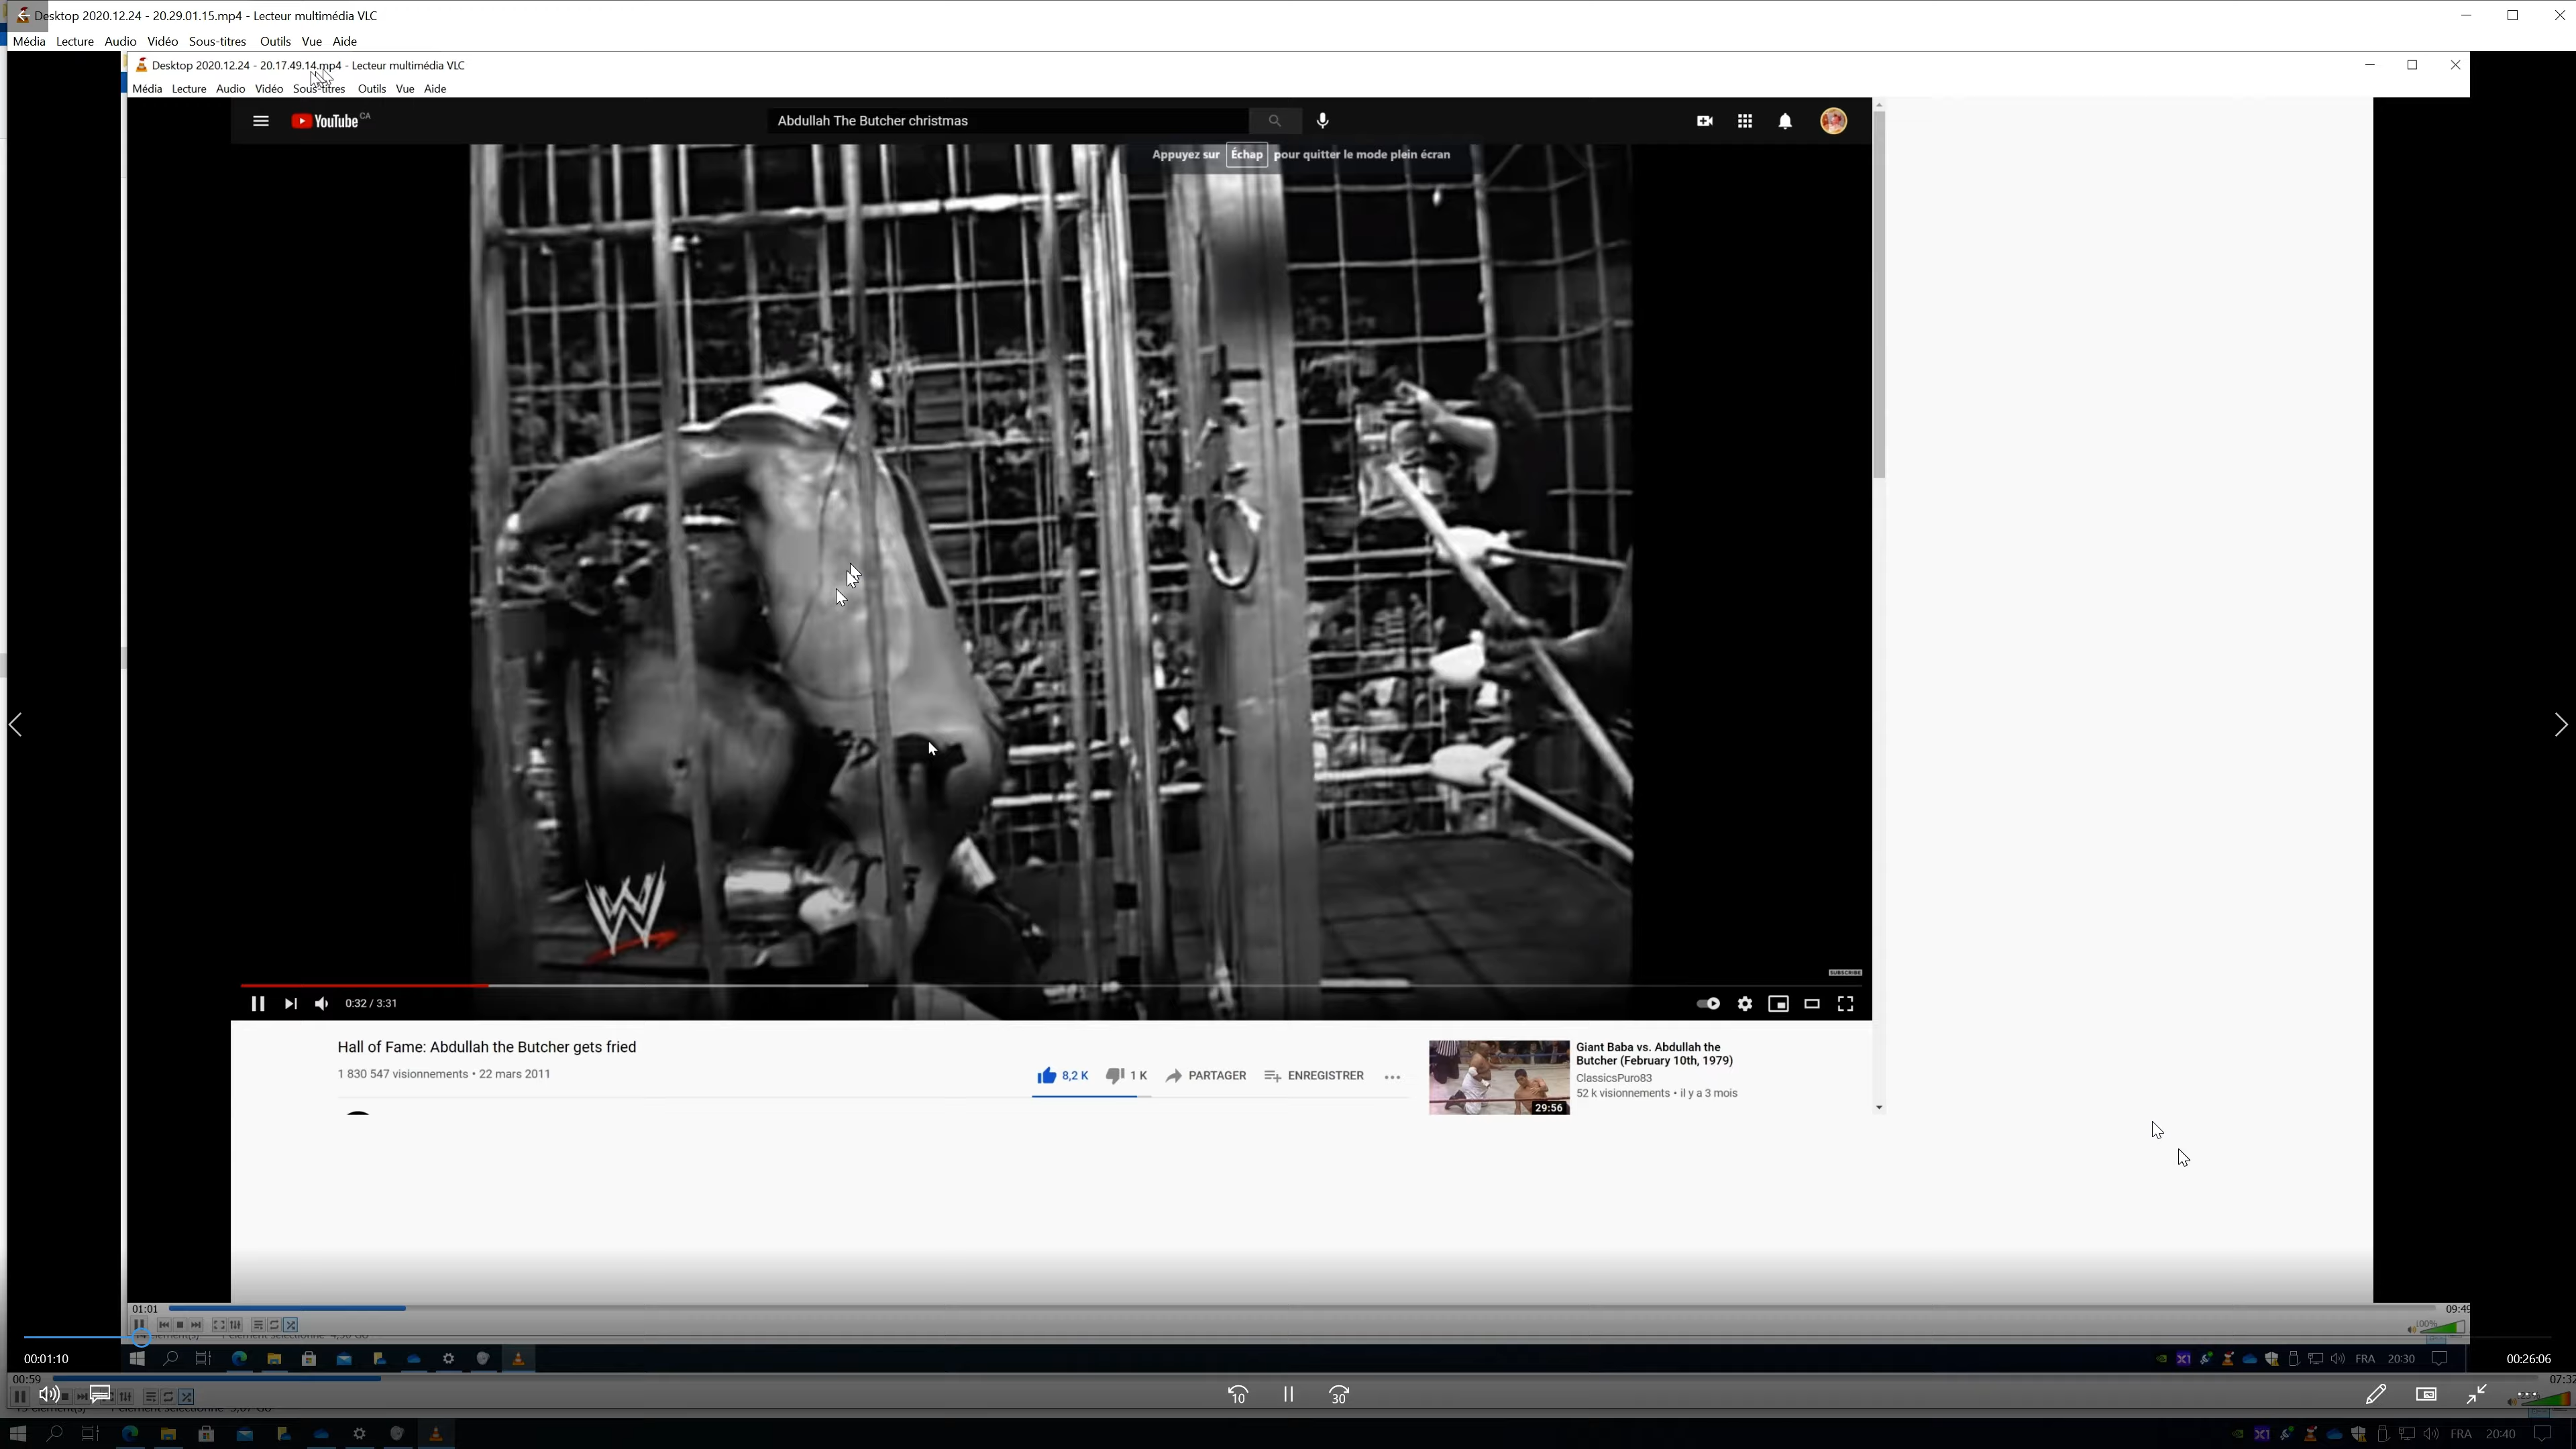 Desktop 2020.12.24 - 20.29.01.15.mp4 - Lecteur multimédia VLC
Média Lecture Audio Vidéo Sous-titres Outils Vue Aide
Desktop 2020.12.24 - 20.17.49.14.mp4 - Lecteur multimédia VLC
Média Lecture Audio Vidéo Sous-titres Outils Vue Aide
YouTube CA
Abdullah The Butcher christmas
Appuyez sur Échap pour quitter le mode plein écran
W
SUBSCRIBE
0:32 / 3:31
Hall of Fame: Abdullah the Butcher gets fried
1 830 547 visionnements • 22 mars 2011
8,2 K 1 K PARTAGER ENREGISTRER
Giant Baba vs. Abdullah the
Butcher (February 10th, 1979)
ClassicsPuro83
52 k visionnements • il y a 3 mois
29:56
01:01
09:49
100%
00:01:10
FRA 20:30
00:26:06
00:59
07:32
10
30
FRA 20:40